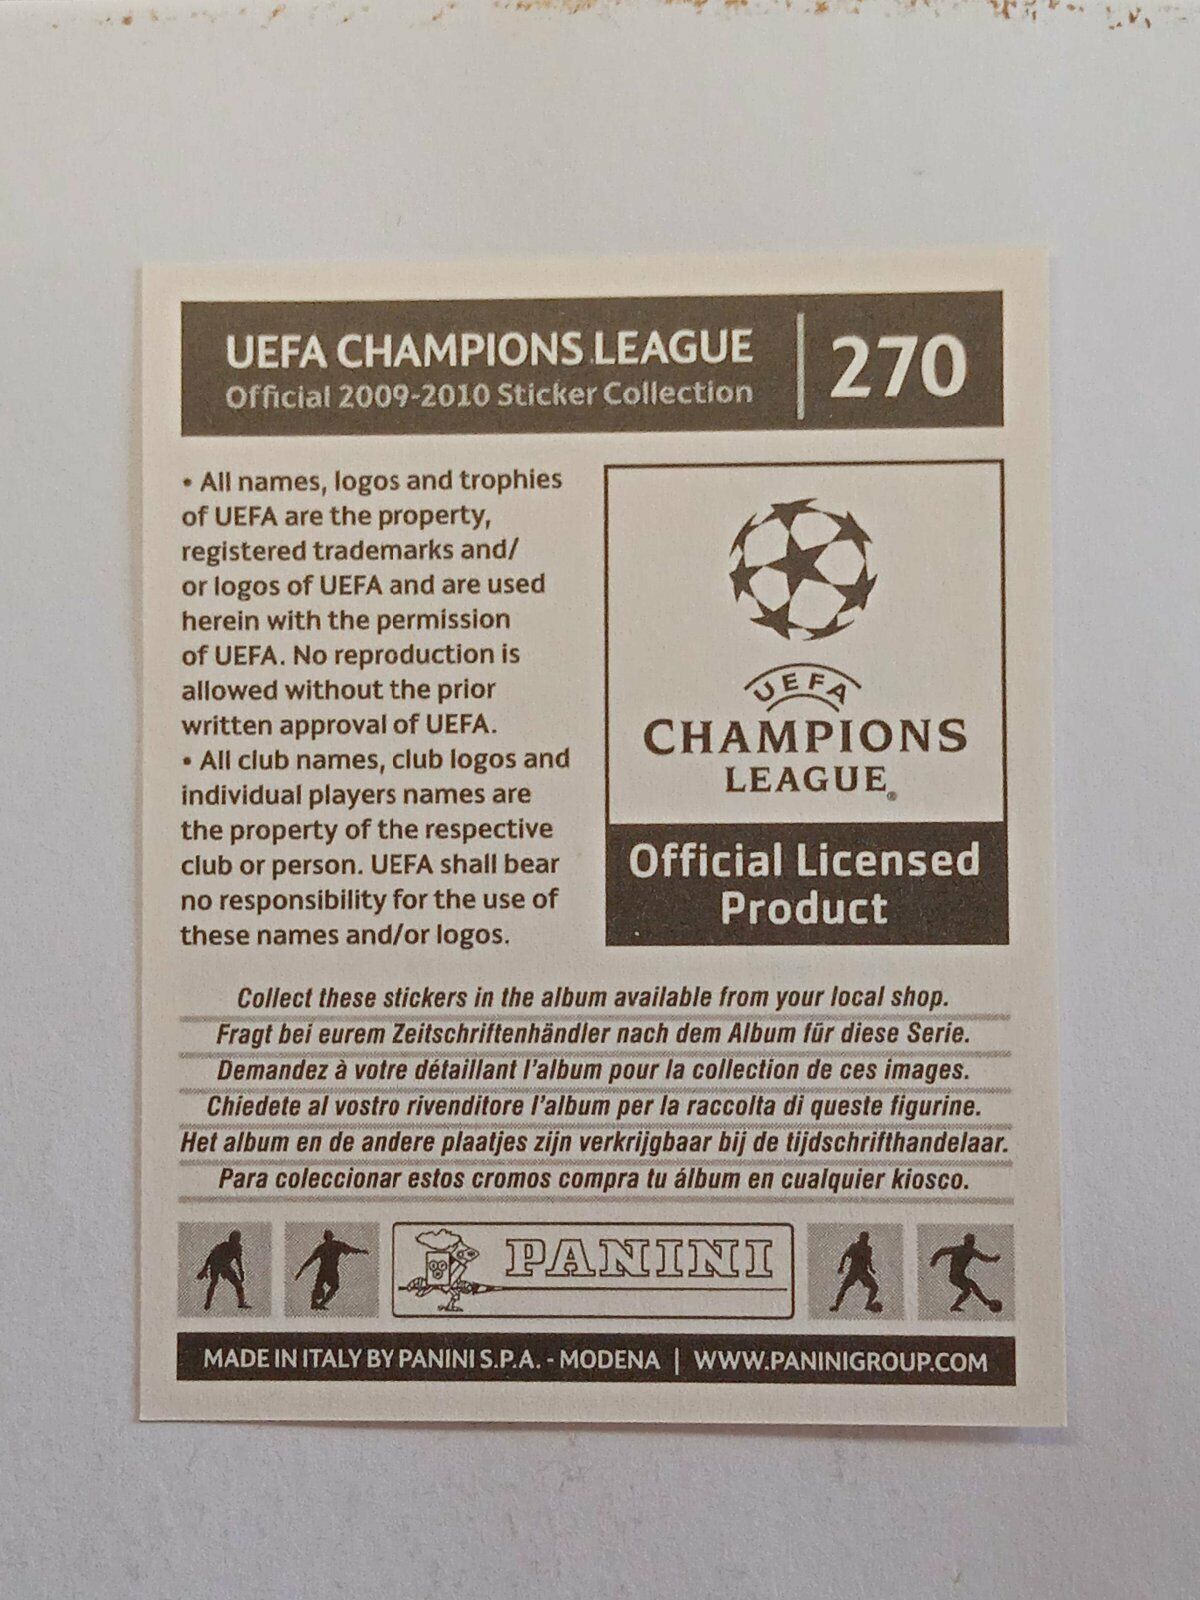 UEFA CHAMPIONS LEAGUE
Official 2009-2010 Sticker Collection
270
• All names, logos and trophies
of UEFA are the property,
registered trademarks and/
or logos of UEFA and are used
herein with the permission
of UEFA. No reproduction is
allowed without the prior
written approval of UEFA.
• All club names, club logos and
individual players names are
the property of the respective
club or person. UEFA shall bear
no responsibility for the use of
these names and/or logos.
UEFA
CHAMPIONS
LEAGUE®
Official Licensed
Product
Collect these stickers in the album available from your local shop.
Fragt bei eurem Zeitschriftenhändler nach dem Album für diese Serie.
Demandez à votre détaillant l'album pour la collection de ces images.
Chiedete al vostro rivenditore l'album per la raccolta di queste figurine.
Het album en de andere plaatjes zijn verkrijgbaar bij de tijdschrifthandelaar.
Para coleccionar estos cromos compra tu álbum en cualquier kiosco.
PANINI
MADE IN ITALY BY PANINI S.P.A. - MODENA | WWW.PANINIGROUP.COM